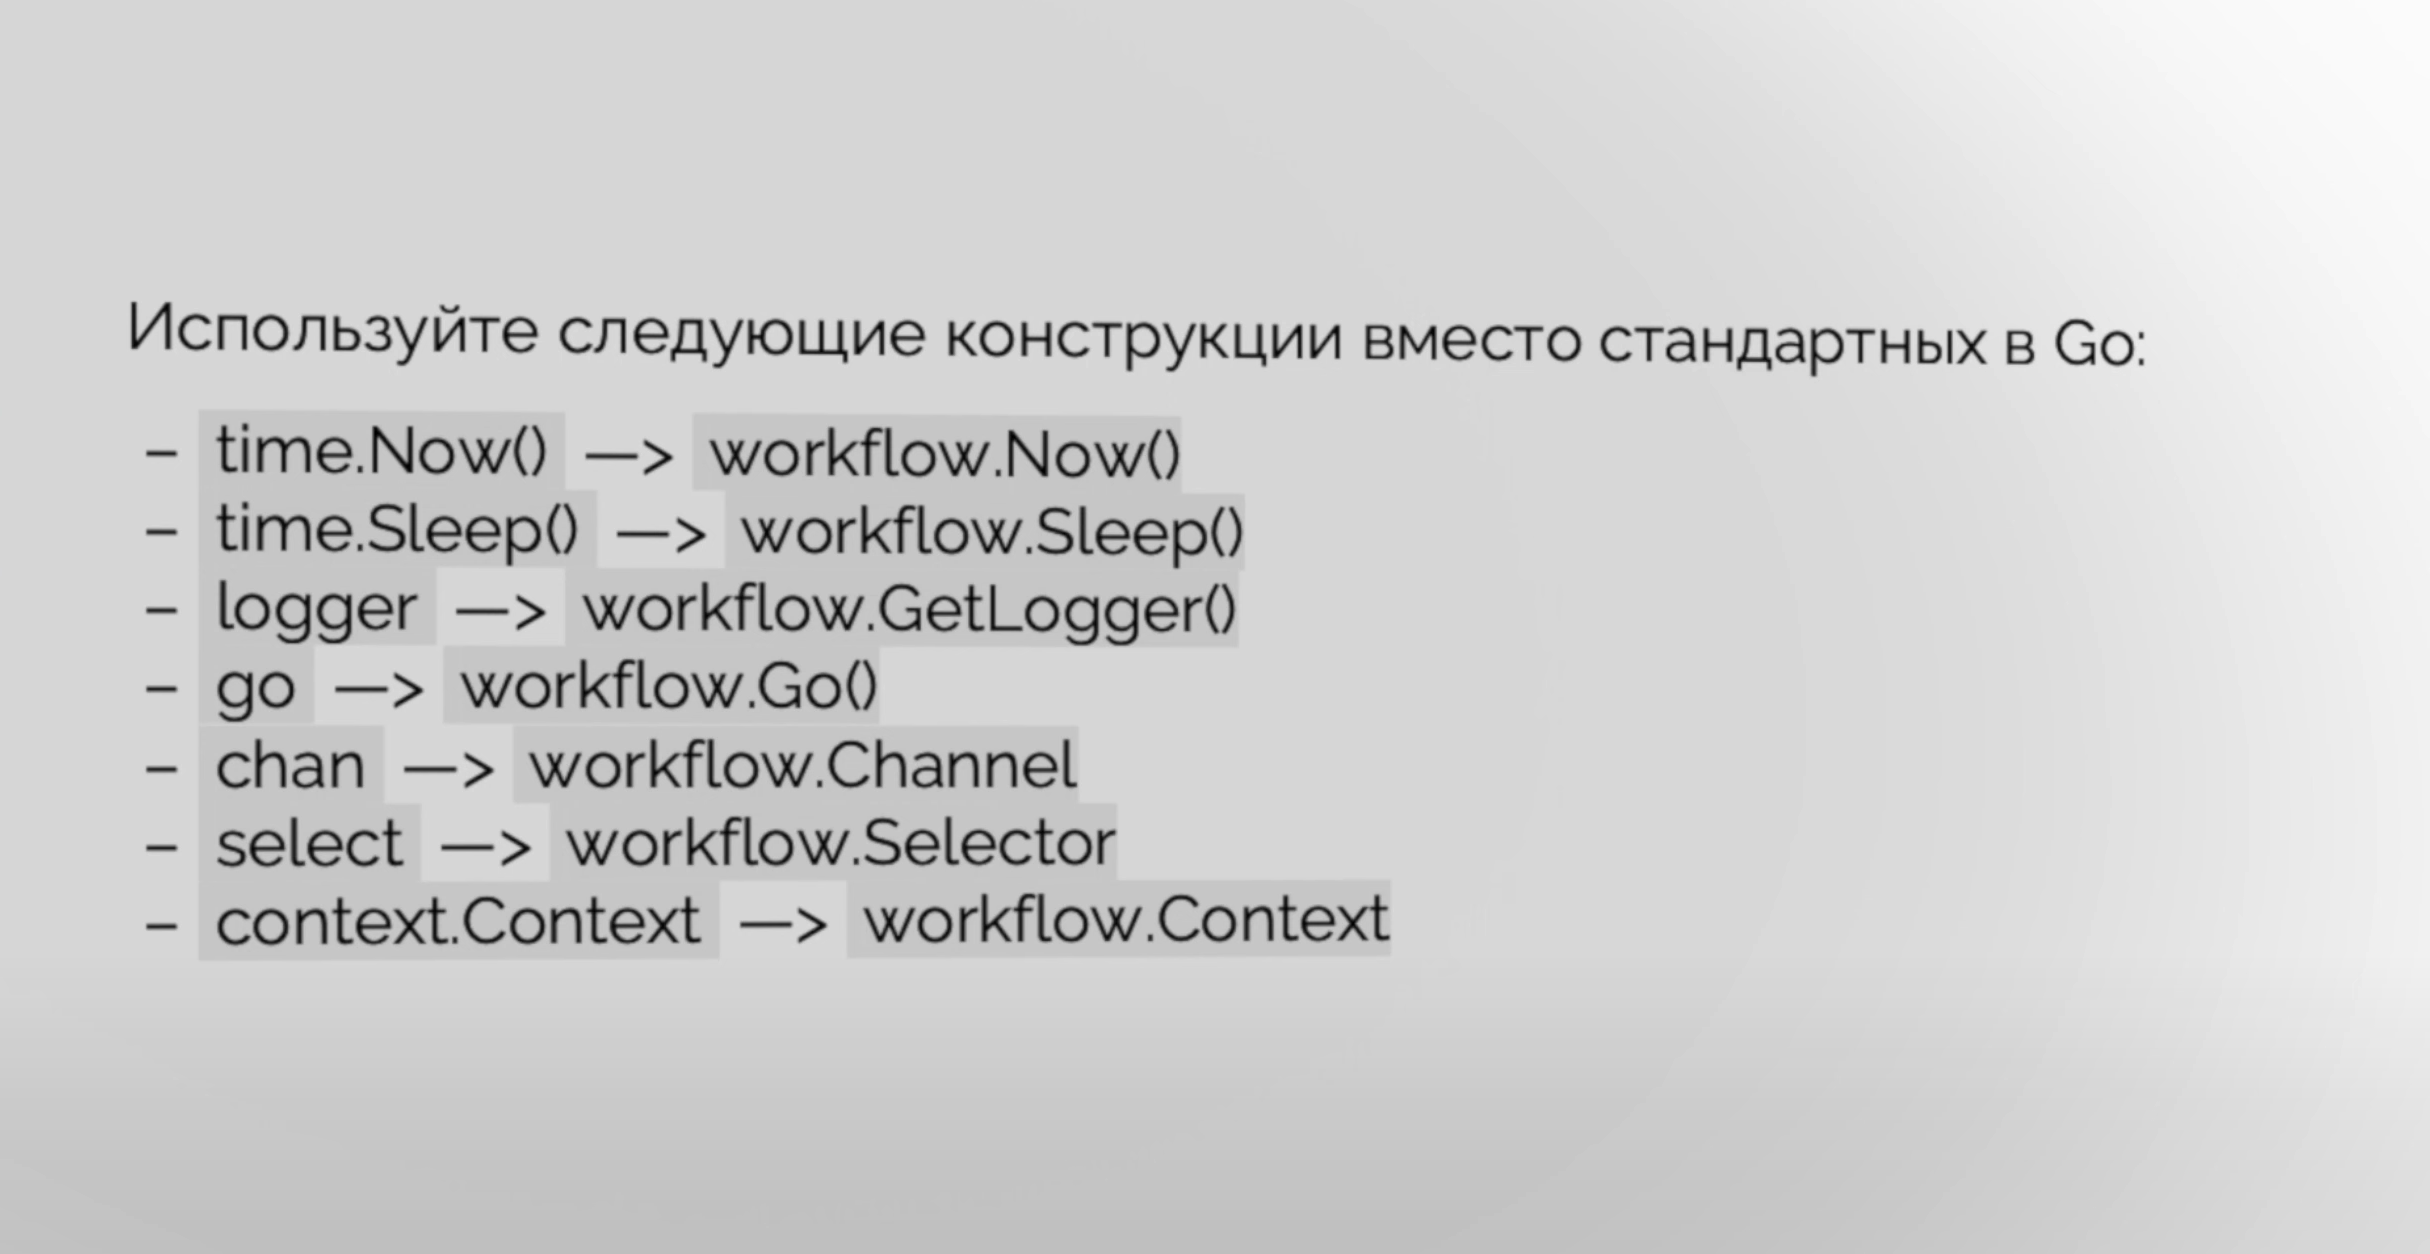 Используйте следующие конструкции вместо стандартных в Go:
– time.Now() —> workflow.Now()
– time.Sleep() —> workflow.Sleep()
– logger —> workflow.GetLogger()
– go —> workflow.Go()
– chan —> workflow.Channel
– select —> workflow.Selector
– context.Context —> workflow.Context